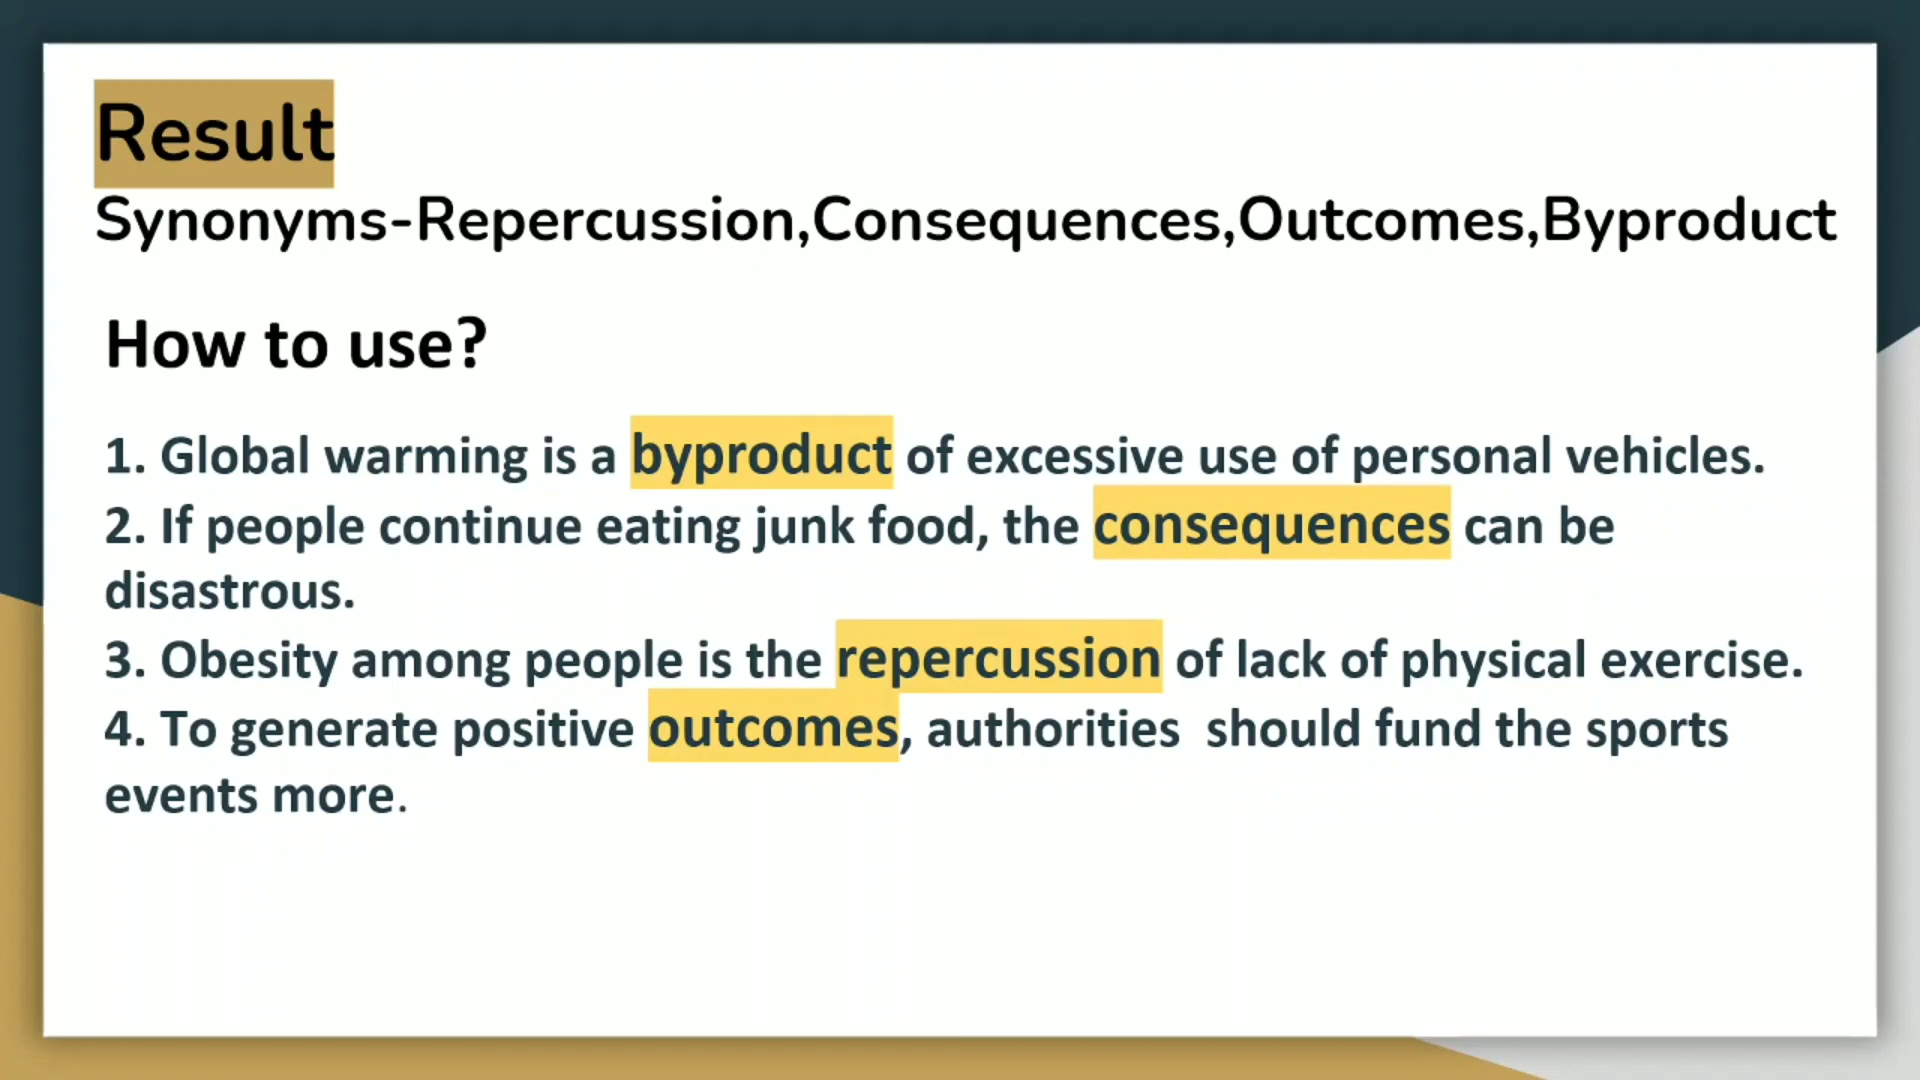 Result
Synonyms-Repercussion,Consequences,Outcomes,Byproduct
How to use?
1. Global warming is a byproduct of excessive use of personal vehicles.
2. If people continue eating junk food, the consequences can be
disastrous.
3. Obesity among people is the repercussion of lack of physical exercise.
4. To generate positive outcomes, authorities  should fund the sports
events more.